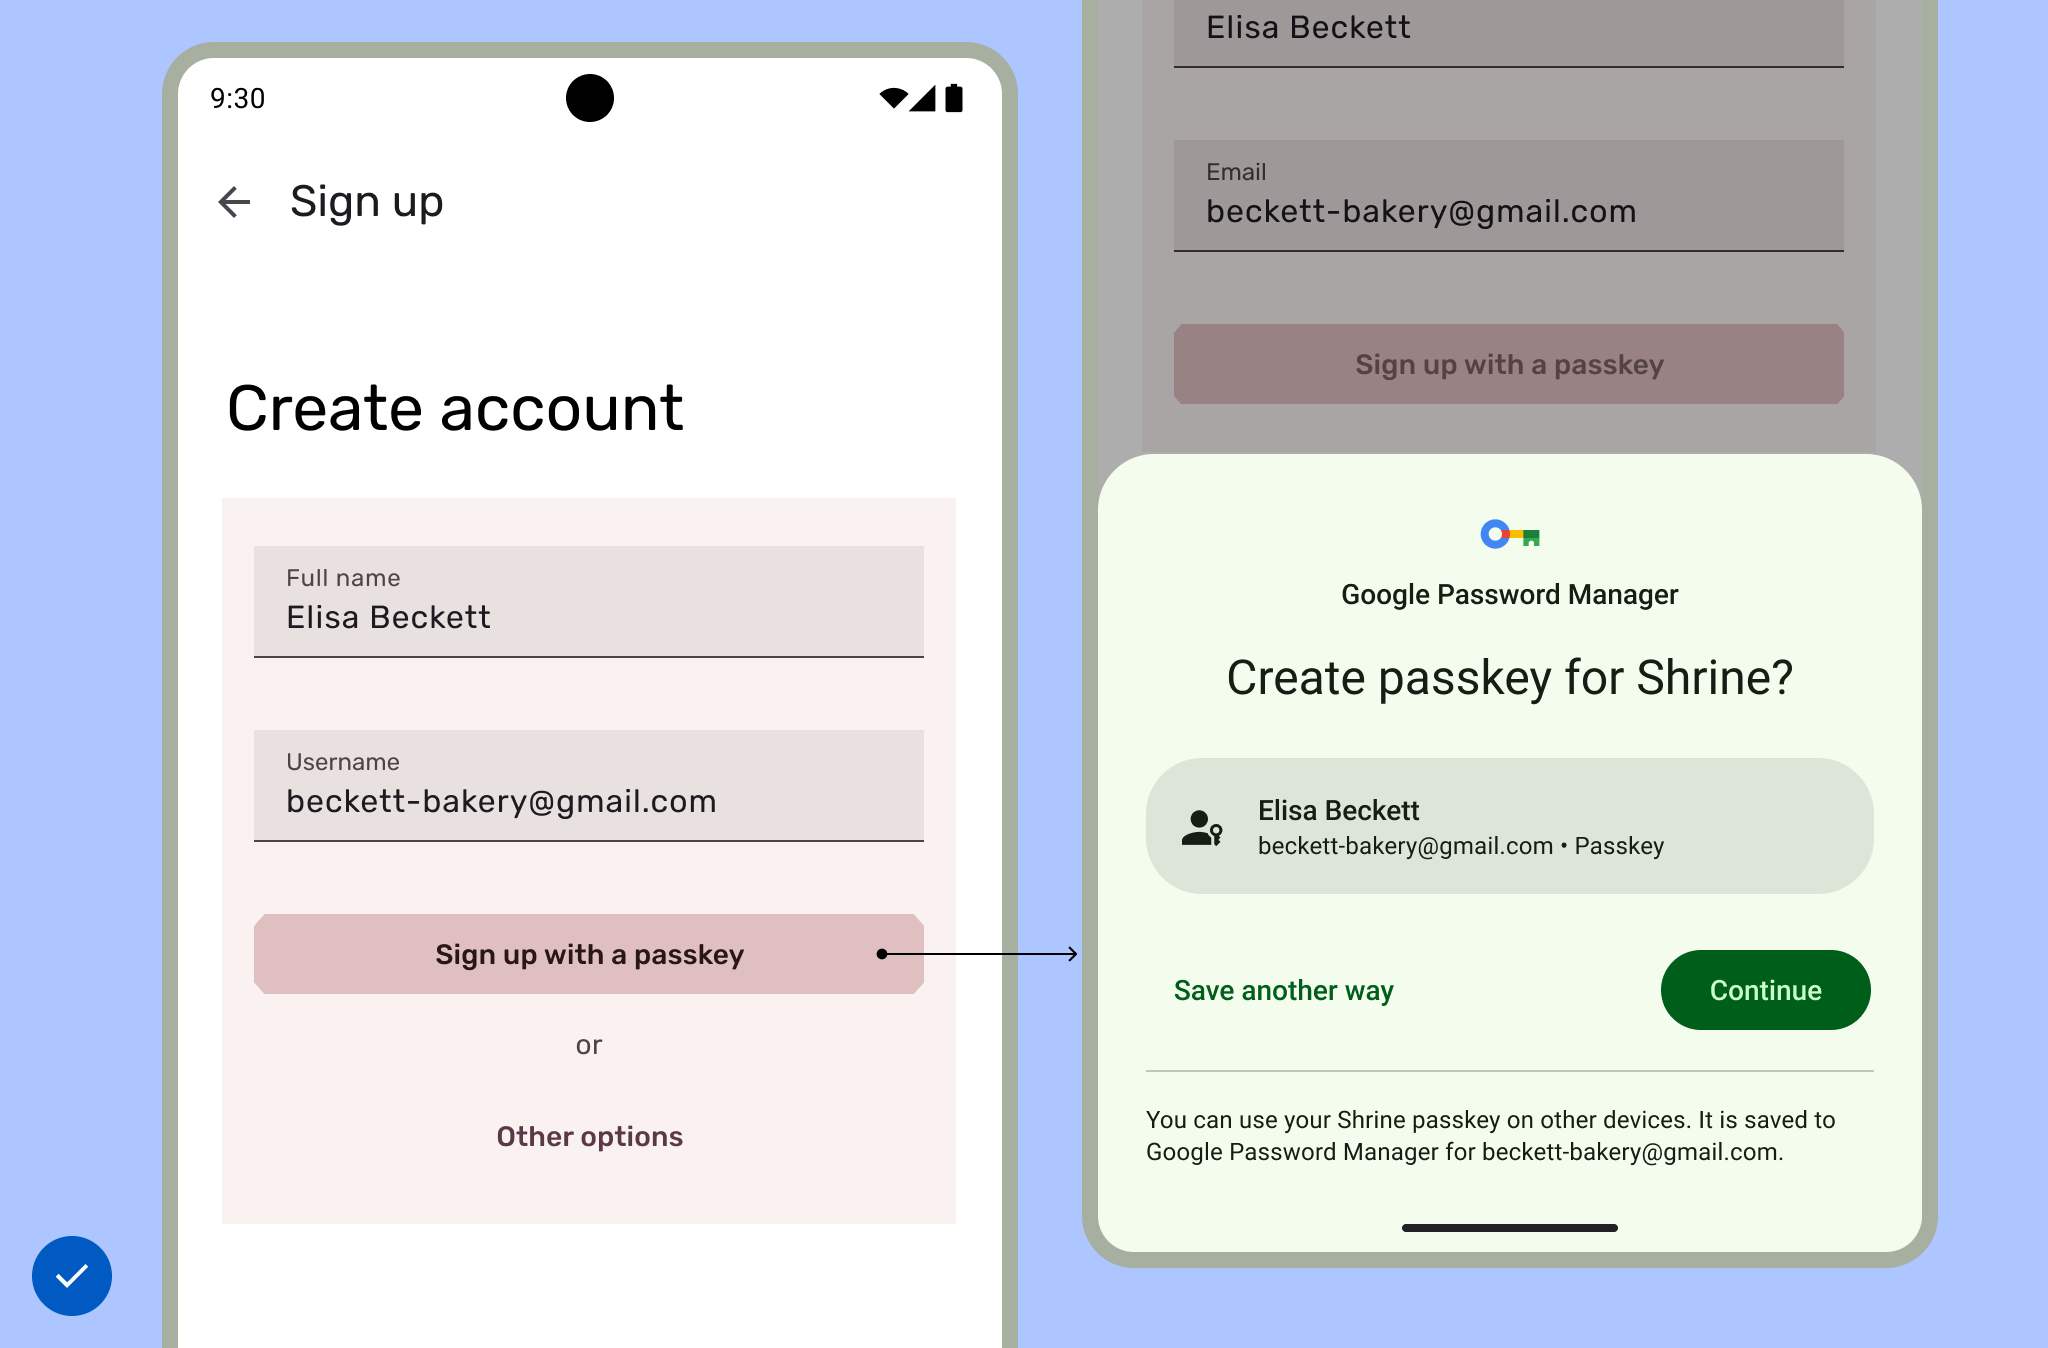 9:30
Sign up
Create account
Full name
Elisa Beckett
Username
beckett-bakery@gmail.com
Sign up with a passkey
or
Other options
Elisa Beckett
Email
beckett-bakery@gmail.com
Sign up with a passkey
Google Password Manager
Create passkey for Shrine?
Elisa Beckett
beckett-bakery@gmail.com • Passkey
Save another way
Continue
You can use your Shrine passkey on other devices. It is saved to
Google Password Manager for beckett-bakery@gmail.com.